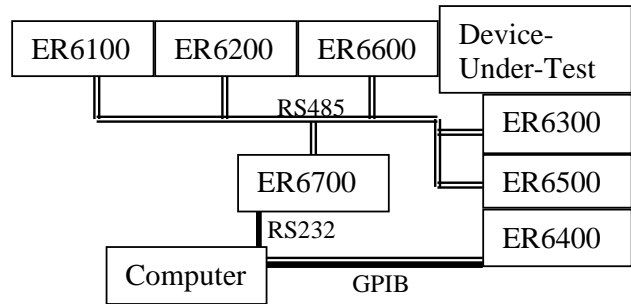 ER6100
ER6200
ER6600
Device-
Under-Test
RS485
ER6300
ER6700
ER6500
RS232
ER6400
Computer
GPIB